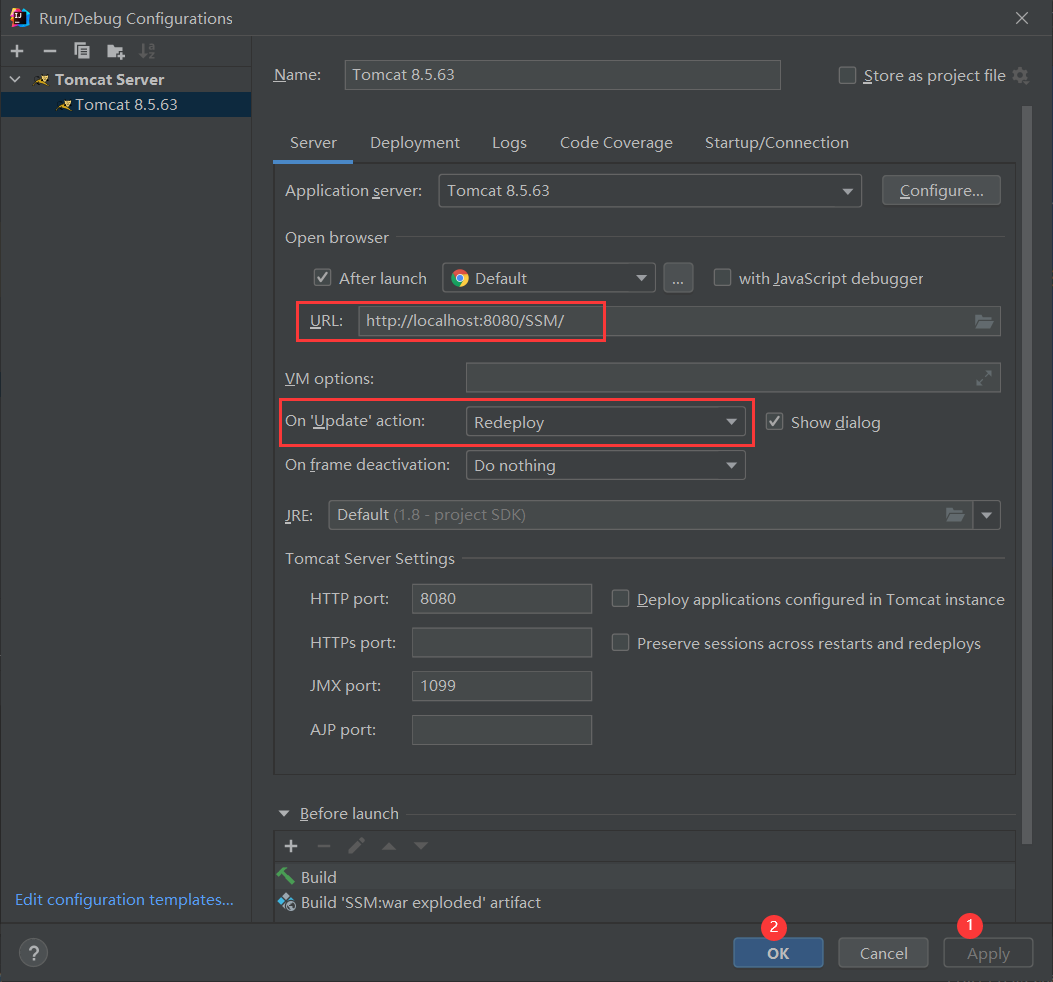 Run/Debug Configurations
Tomcat Server
Tomcat 8.5.63
Name: Tomcat 8.5.63 Store as project file
Server Deployment Logs Code Coverage Startup/Connection
Application server: Tomcat 8.5.63 Configure...
Open browser
After launch Default ... with JavaScript debugger
URL: http://localhost:8080/SSM/
VM options:
On 'Update' action: Redeploy Show dialog
On frame deactivation: Do nothing
JRE: Default (1.8 - project SDK)
Tomcat Server Settings
HTTP port: 8080 Deploy applications configured in Tomcat instance
HTTPs port: Preserve sessions across restarts and redeploys
JMX port: 1099
AJP port:
Before launch
Build
Build 'SSM:war exploded' artifact
Edit configuration templates...
2 1
? OK Cancel Apply